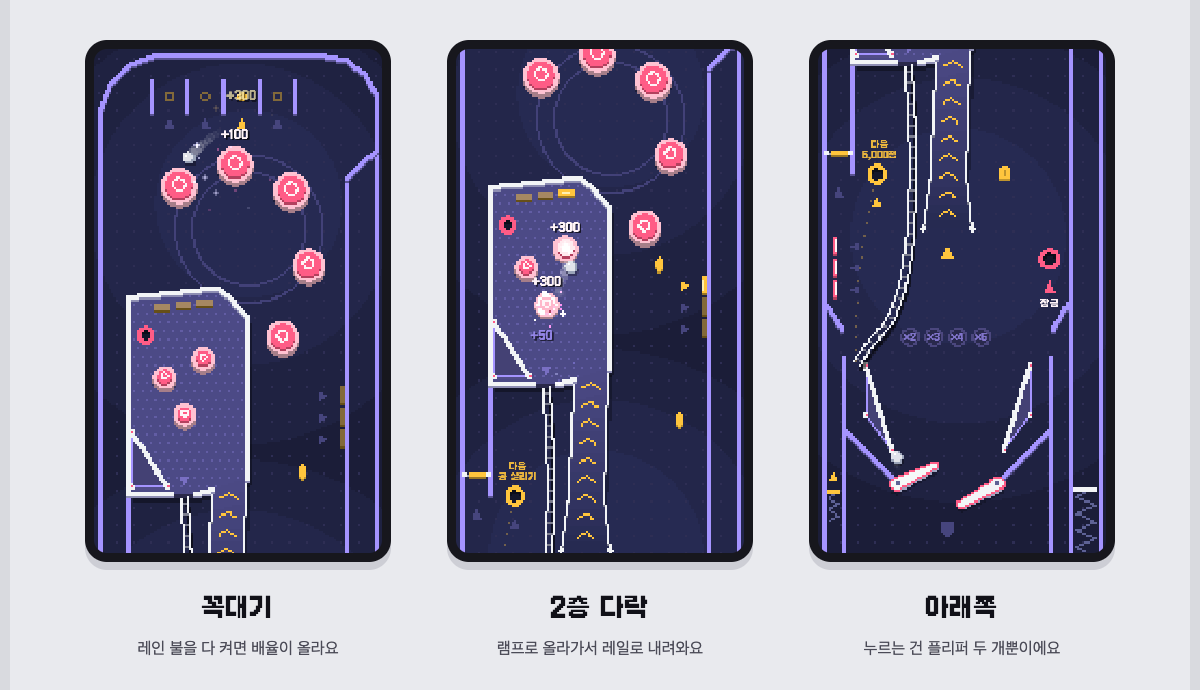 +300
+100
꼭대기
레인 불을 다 켜면 배율이 올라요
+300
+300
+50
다음
공 살리기
2층 다락
램프로 올라가서 레일로 내려와요
다음
5,000점
잠금
x2 x3 x4 x6
아래쪽
누르는 건 플리퍼 두 개뿐이에요